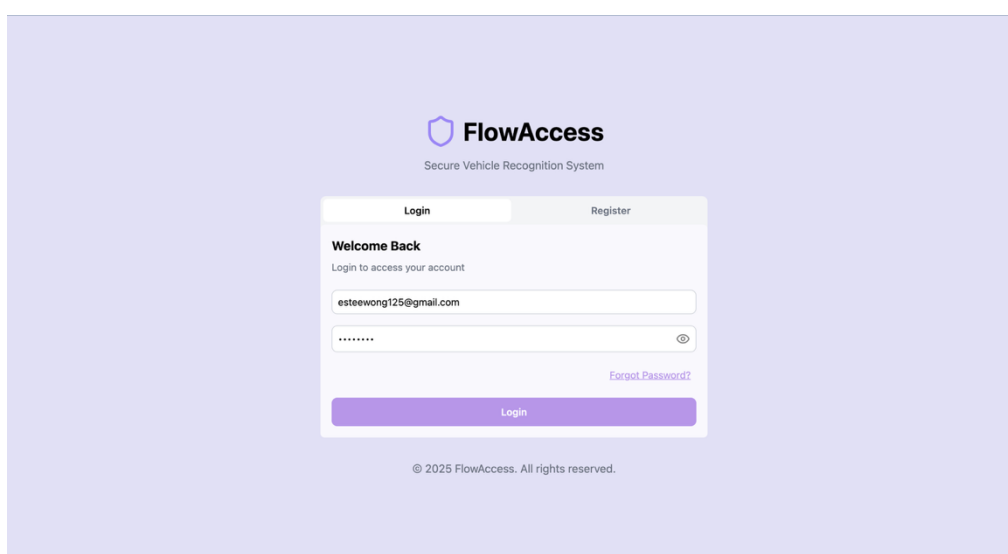 FlowAccess
Secure Vehicle Recognition System
Login Register
Welcome Back
Login to access your account
esteewong125@gmail.com
••••••••
Forgot Password?
Login
© 2025 FlowAccess. All rights reserved.